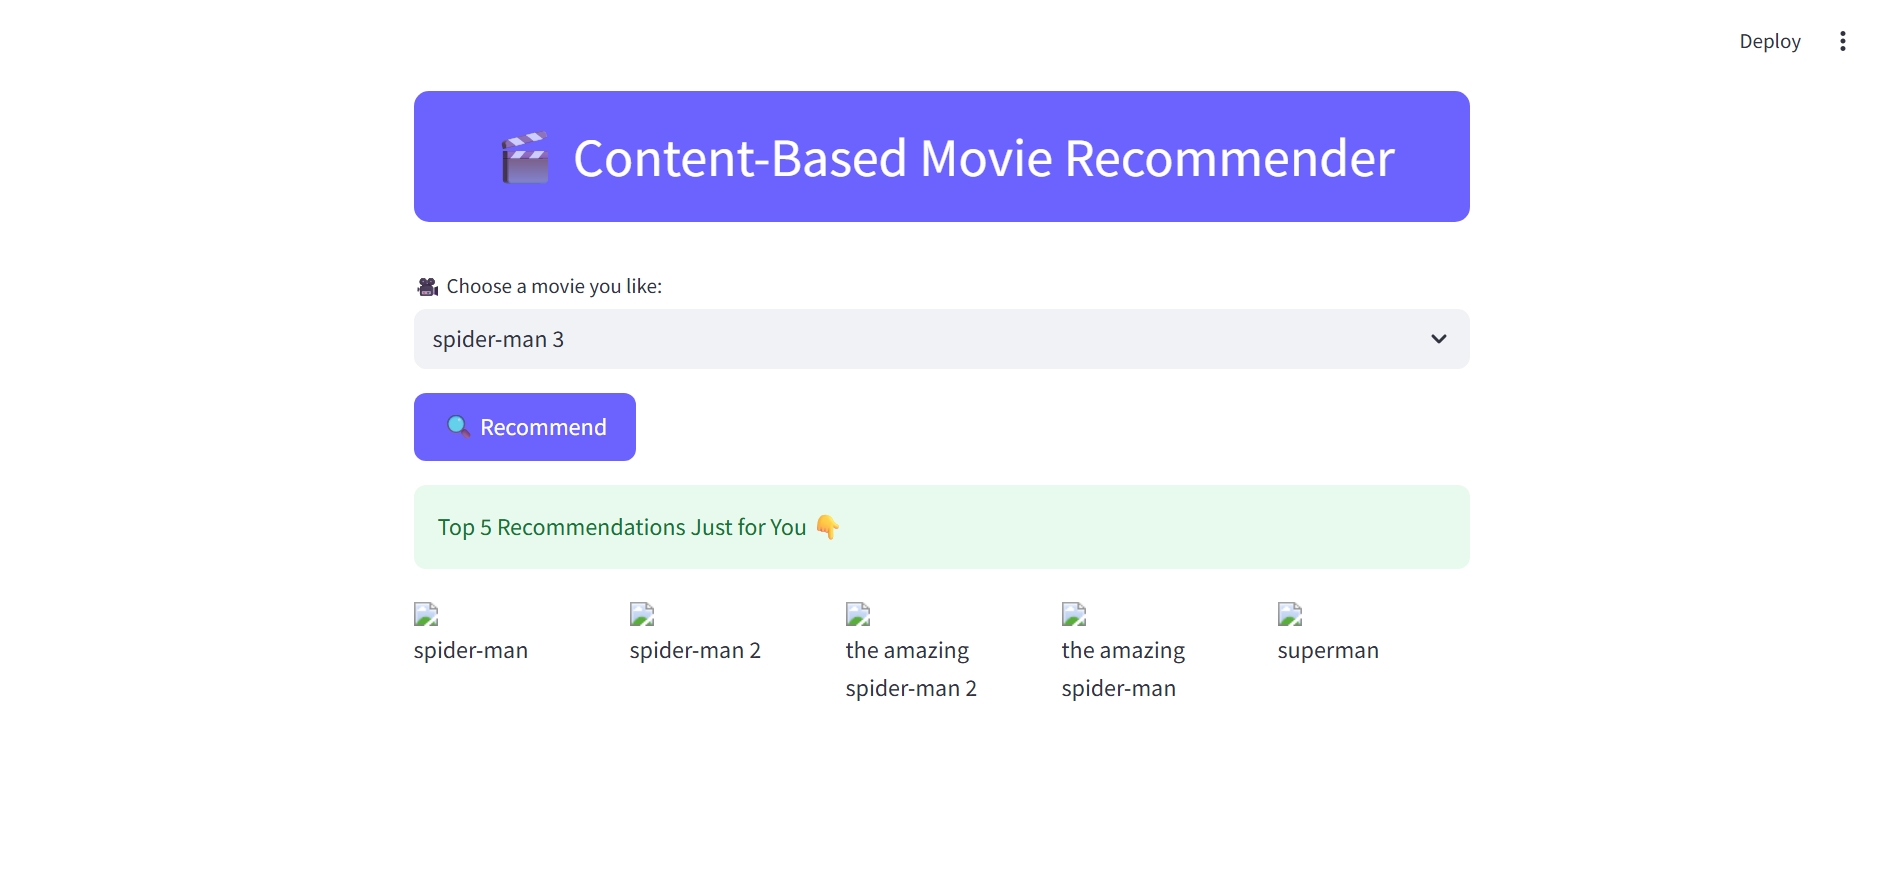 Deploy
🎬 Content-Based Movie Recommender
🎥 Choose a movie you like:
spider-man 3
🔍 Recommend
Top 5 Recommendations Just for You 👇
spider-man
spider-man 2
the amazing
spider-man 2
the amazing
spider-man
superman